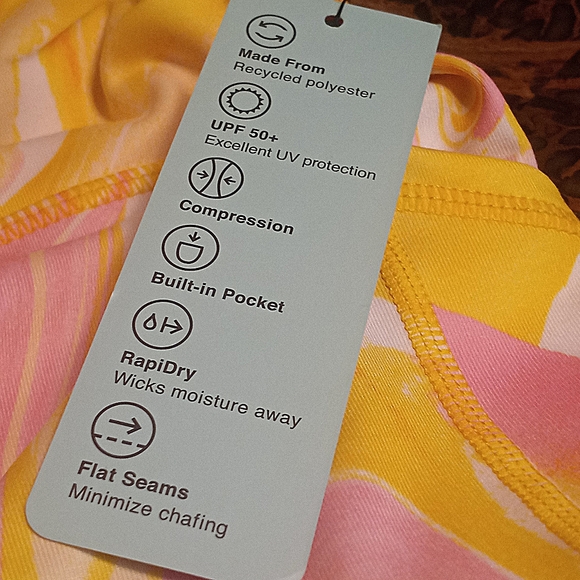 Made From
Recycled polyester
UPF 50+
Excellent UV protection
Compression
Built-in Pocket
RapiDry
Wicks moisture away
Flat Seams
Minimize chafing